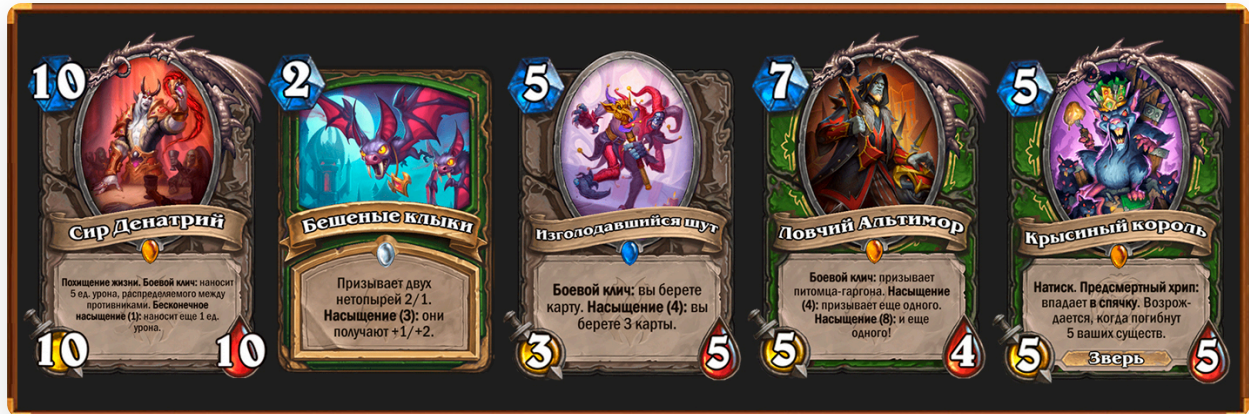 10
Сир Денатрий
Похищение жизни. Боевой клич: наносит
5 ед. урона, распределяемого между
противниками. Бесконечное
насыщение (1): наносит еще 1 ед.
урона.
10
10
2
Бешеные клыки
Призывает двух
нетопырей 2/1.
Насыщение (3): они
получают +1/+2.
5
Изголодавшийся шут
Боевой клич: вы берете
карту. Насыщение (4): вы
берете 3 карты.
3
5
7
Ловчий Альтимор
Боевой клич: призывает
питомца-гаргона. Насыщение
(4): призывает еще одного.
Насыщение (8): и еще
одного!
5
4
5
Крысиный король
Натиск. Предсмертный хрип:
впадает в спячку. Возрож-
дается, когда погибнут
5 ваших существ.
5
Зверь
5